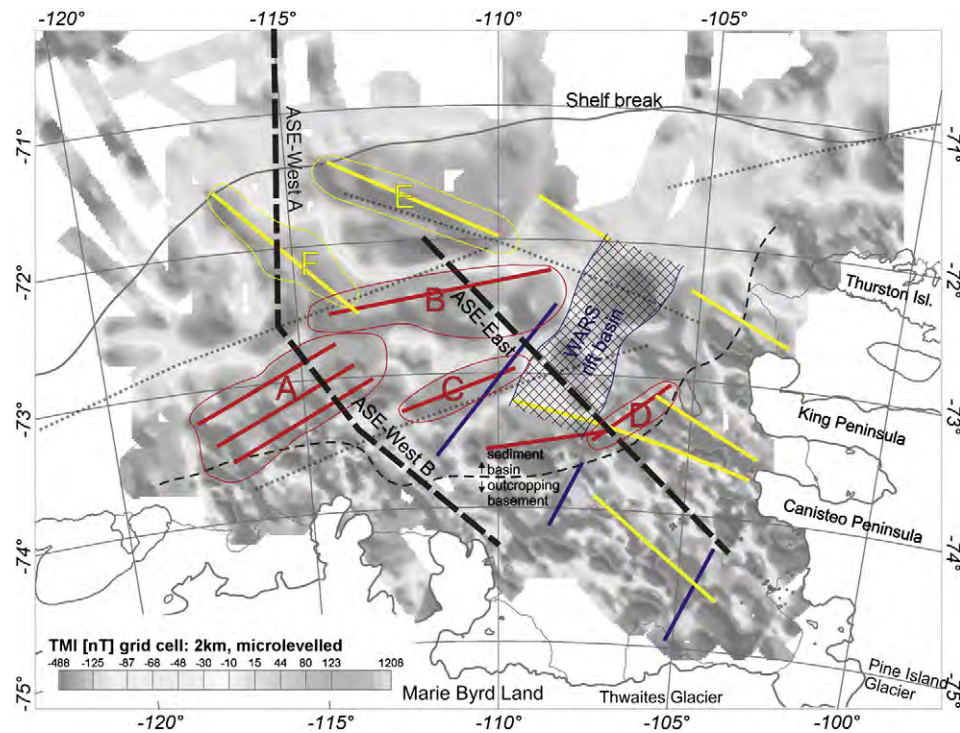 -120° -115° -110° -105°
Shelf break
-71° -71°
ASE-West A
E
F
-72° -72°
Thurston Isl.
B
ASE-East
WARS
rift basin
A
C
D
-73° -73°
King Peninsula
ASE-West B
sediment
basin
outcropping
basement
Canisteo Peninsula
-74° -74°
TMI [nT] grid cell: 2km, microlevelled
-488 -125 -87 -68 -48 -30 -10 15 44 80 123 1208
Pine Island
Glacier
-75° -75°
Marie Byrd Land
Thwaites Glacier
-120° -115° -110° -105° -100°